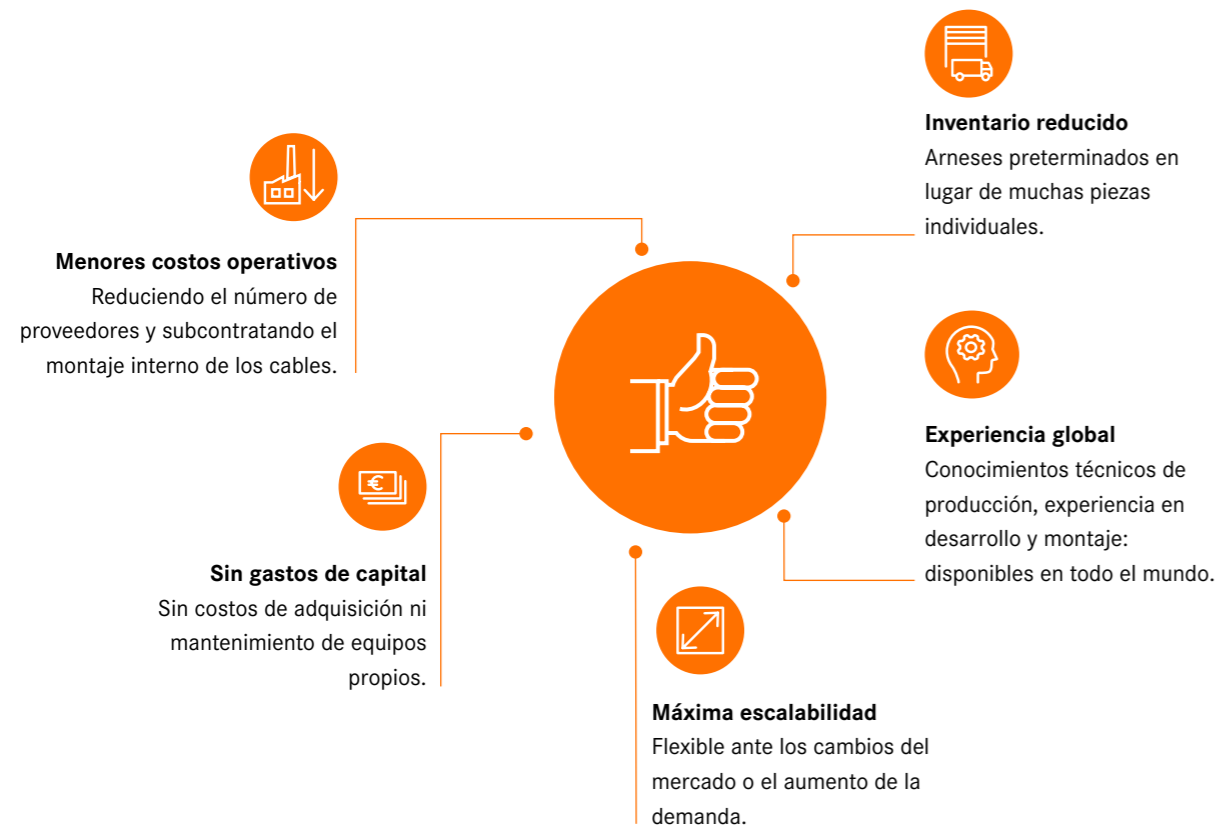 Inventario reducido
Arneses preterminados en
lugar de muchas piezas
individuales.
Menores costos operativos
Reduciendo el número de
proveedores y subcontratando el
montaje interno de los cables.
Experiencia global
Conocimientos técnicos de
producción, experiencia en
desarrollo y montaje:
disponibles en todo el mundo.
€
Sin gastos de capital
Sin costos de adquisición ni
mantenimiento de equipos
propios.
Máxima escalabilidad
Flexible ante los cambios del
mercado o el aumento de la
demanda.